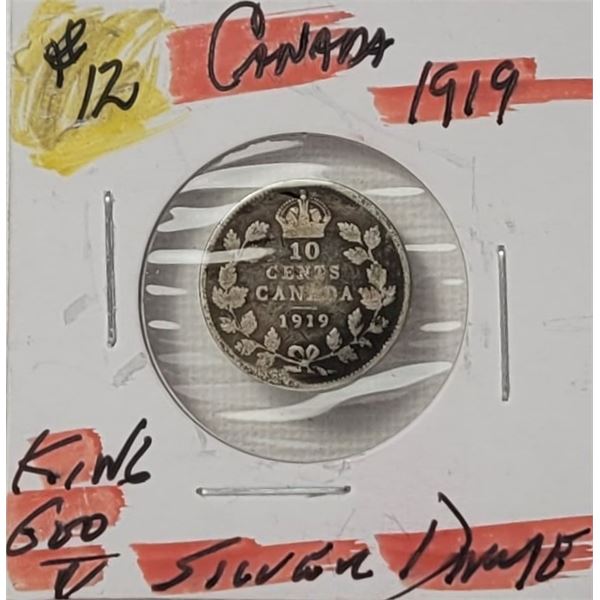 #12 CANADA 1919
10
CENTS
CANADA
1919
KING
GEO
V SILVER DIME